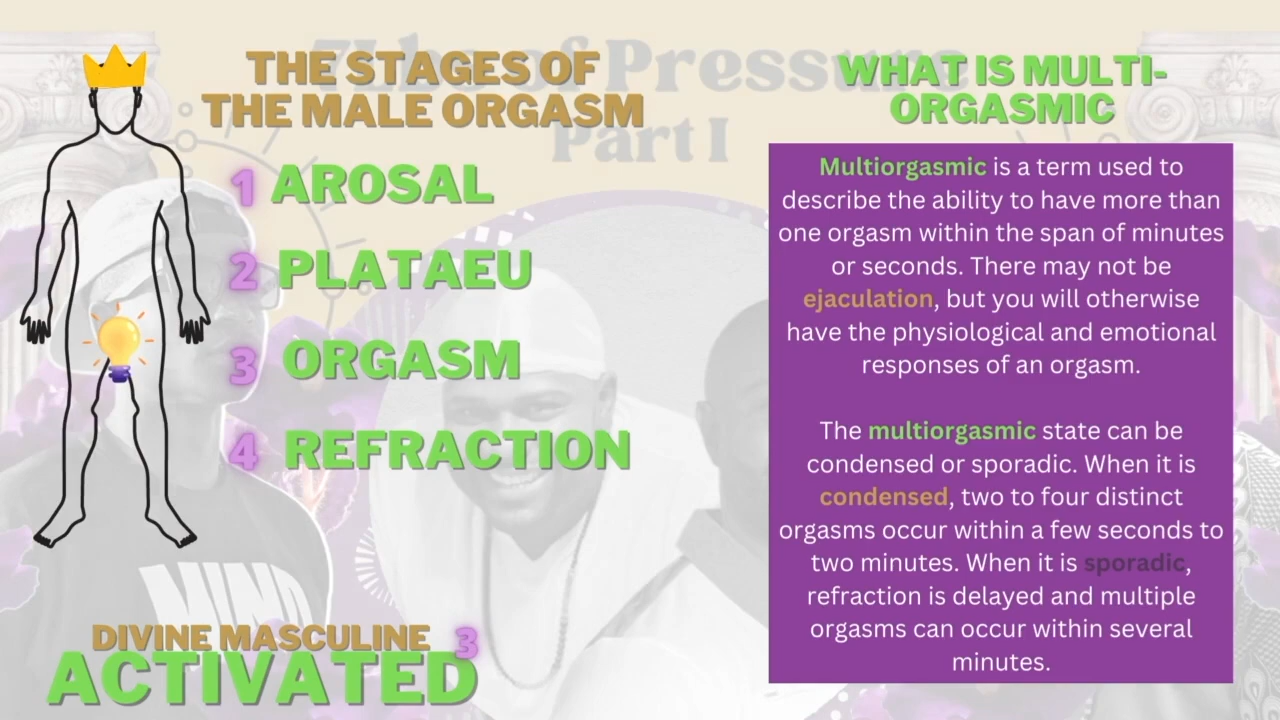 7Lbs of Pressure
Part I
THE STAGES OF
THE MALE ORGASM
1 AROSAL
2 PLATAEU
3 ORGASM
4 REFRACTION
MIND
DIVINE MASCULINE 3
ACTIVATED
WHAT IS MULTI-
ORGASMIC
Multiorgasmic is a term used to
describe the ability to have more than
one orgasm within the span of minutes
or seconds. There may not be
ejaculation, but you will otherwise
have the physiological and emotional
responses of an orgasm.
The multiorgasmic state can be
condensed or sporadic. When it is
condensed, two to four distinct
orgasms occur within a few seconds to
two minutes. When it is sporadic,
refraction is delayed and multiple
orgasms can occur within several
minutes.